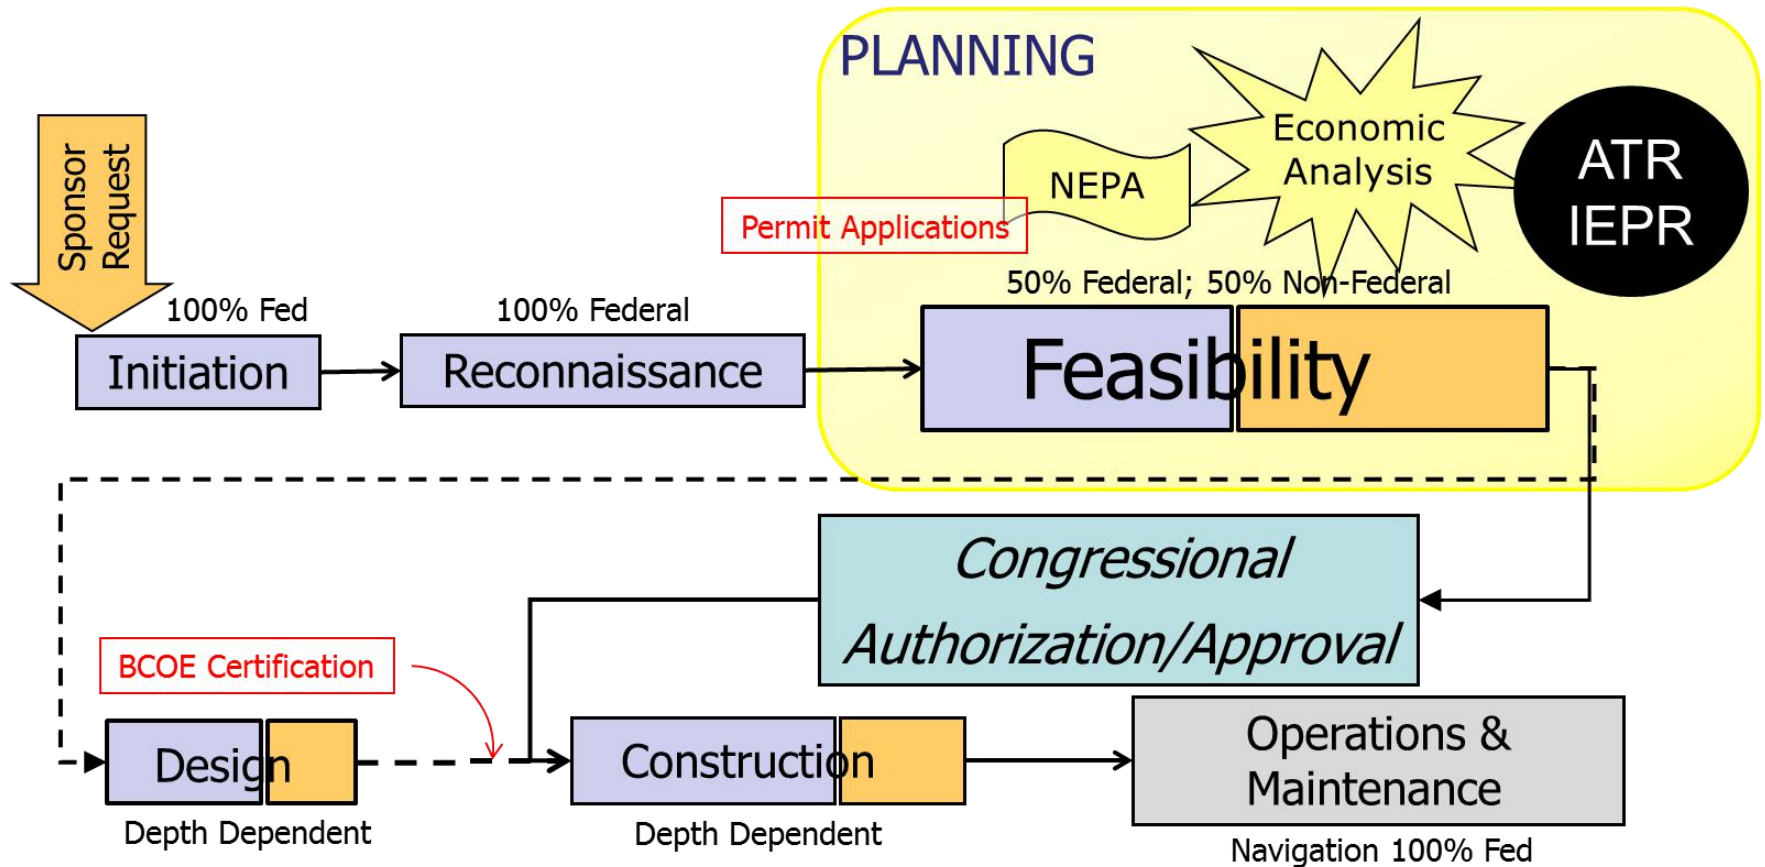 PLANNING
Sponsor
Request
NEPA
Economic
Analysis
ATR
IEPR
Permit Applications
100% Fed
100% Federal
50% Federal; 50% Non-Federal
Initiation
Reconnaissance
Feasibility
Congressional
Authorization/Approval
BCOE Certification
Design
Construction
Operations &
Maintenance
Depth Dependent
Depth Dependent
Navigation 100% Fed